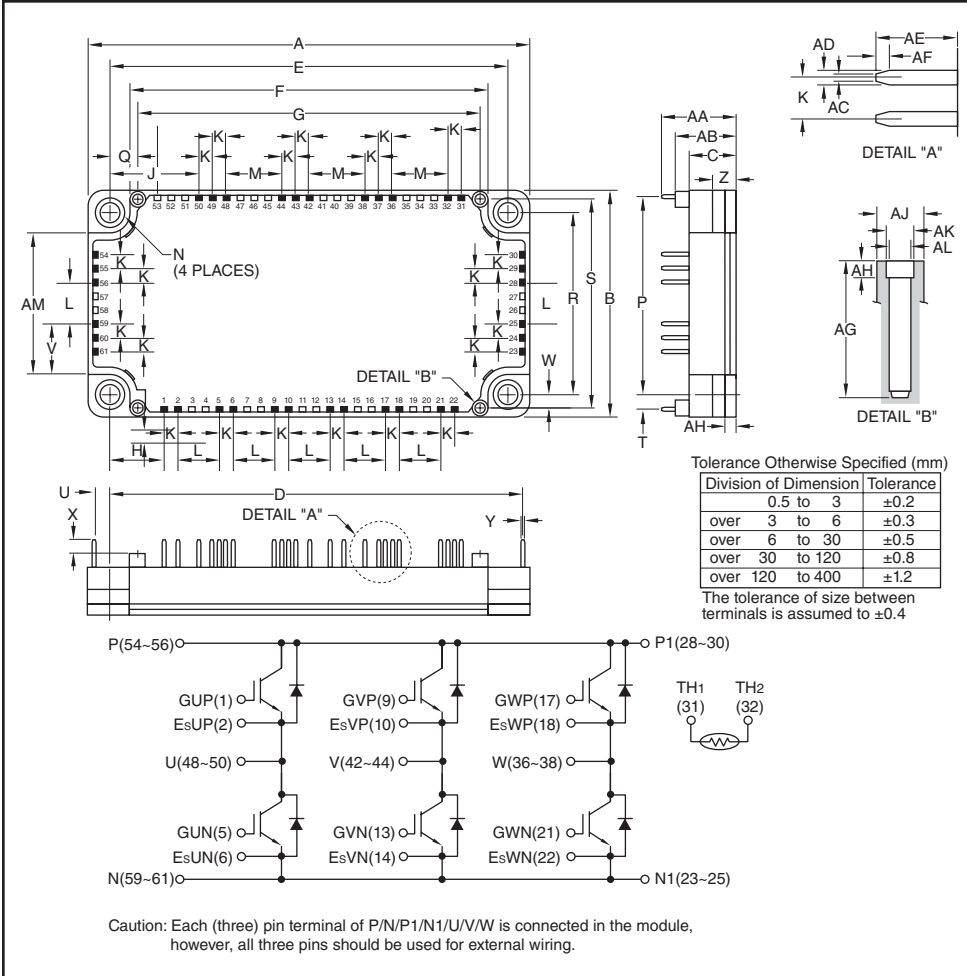 A
E
F
G
K K K K
Q
J K M K M K M
53 52 51 50 49 48 47 46 45 44 43 42 41 40 39 38 37 36 35 34 33 32 31
N
(4 PLACES)
54
55
56
57
58
59
60
61
30
29
28
27
26
25
24
23
K K
K K
K K
K K
AM
L
V
L
R
S
B
W
DETAIL "B"
1 2 3 4 5 6 7 8 9 10 11 12 13 14 15 16 17 18 19 20 21 22
K K K K K K
H L L L L L
AA
AB
C
Z
P
T
AH
AD
AE
AF
K
AC
DETAIL "A"
AJ
AK
AL
AH
AG
DETAIL "B"
U
D
X
DETAIL "A"
Y
Tolerance Otherwise Specified (mm)
Division of Dimension Tolerance
0.5 to 3 ±0.2
over 3 to 6 ±0.3
over 6 to 30 ±0.5
over 30 to 120 ±0.8
over 120 to 400 ±1.2
The tolerance of size between
terminals is assumed to ±0.4
P(54~56) P1(28~30)
GUP(1) GVP(9) GWP(17)
EsUP(2) EsVP(10) EsWP(18)
TH1 TH2
(31) (32)
U(48~50) V(42~44) W(36~38)
GUN(5) GVN(13) GWN(21)
EsUN(6) EsVN(14) EsWN(22)
N(59~61) N1(23~25)
Caution: Each (three) pin terminal of P/N/P1/N1/U/V/W is connected in the module,
however, all three pins should be used for external wiring.